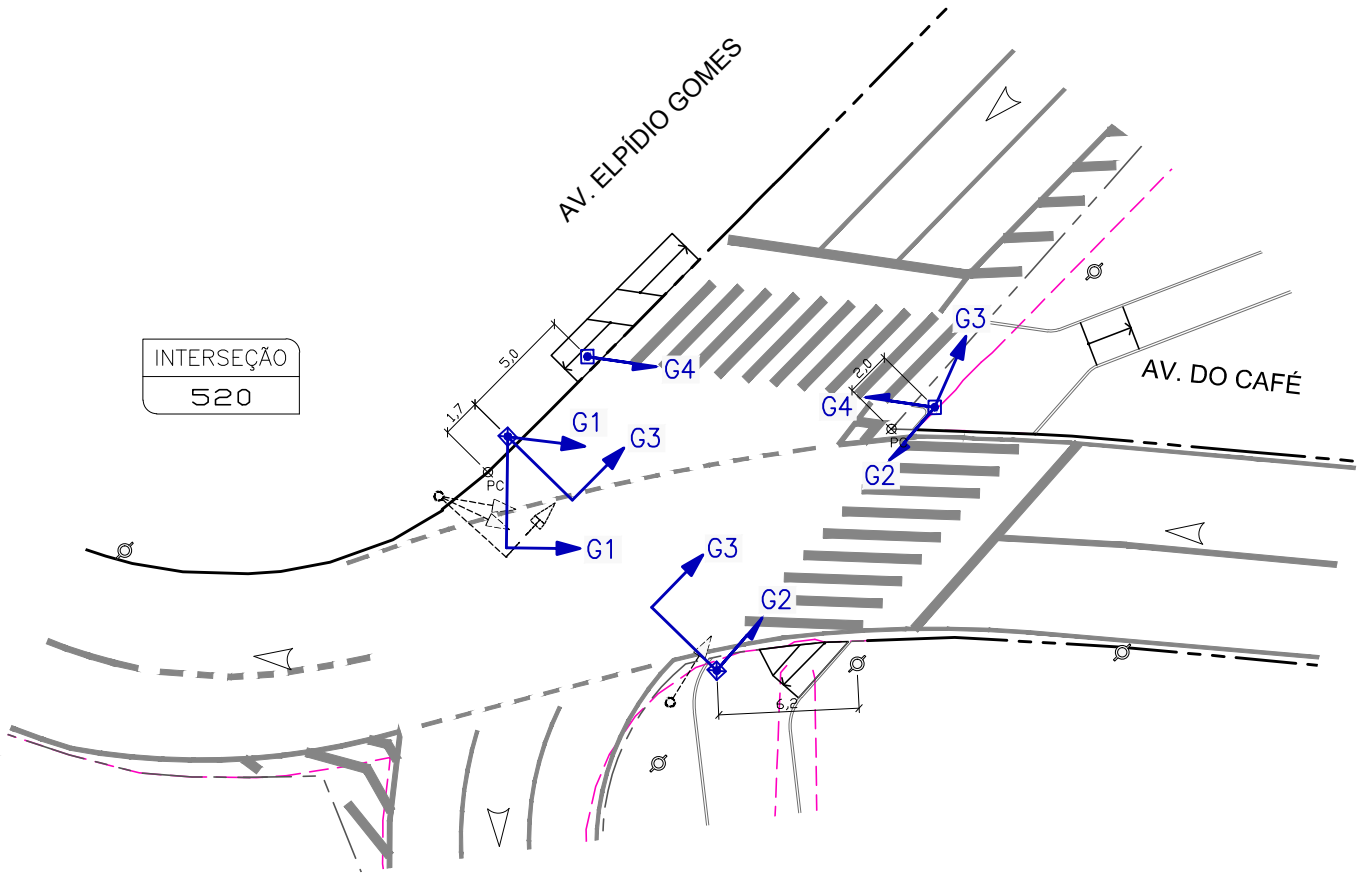 AV. ELPÍDIO GOMES
INTERSEÇÃO
520
5,0
1,7
G4
G1
G3
PC
G1
G3
2,0
G4
PC
G2
AV. DO CAFÉ
G3
G2
6,2